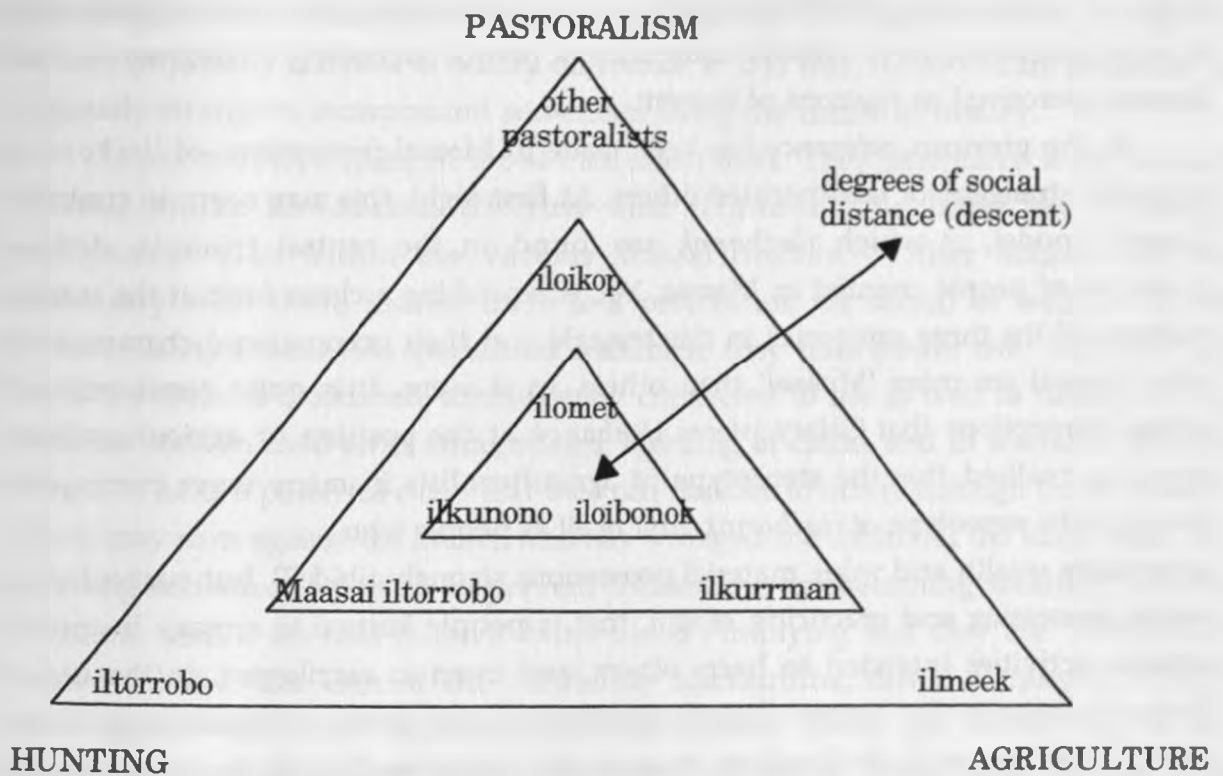 PASTORALISM
other
pastoralists
degrees of social
distance (descent)
iloikop
ilomet
ilkunono iloibonok
Maasai iltorrobo ilkurrman
iltorrobo ilmeek
HUNTING AGRICULTURE